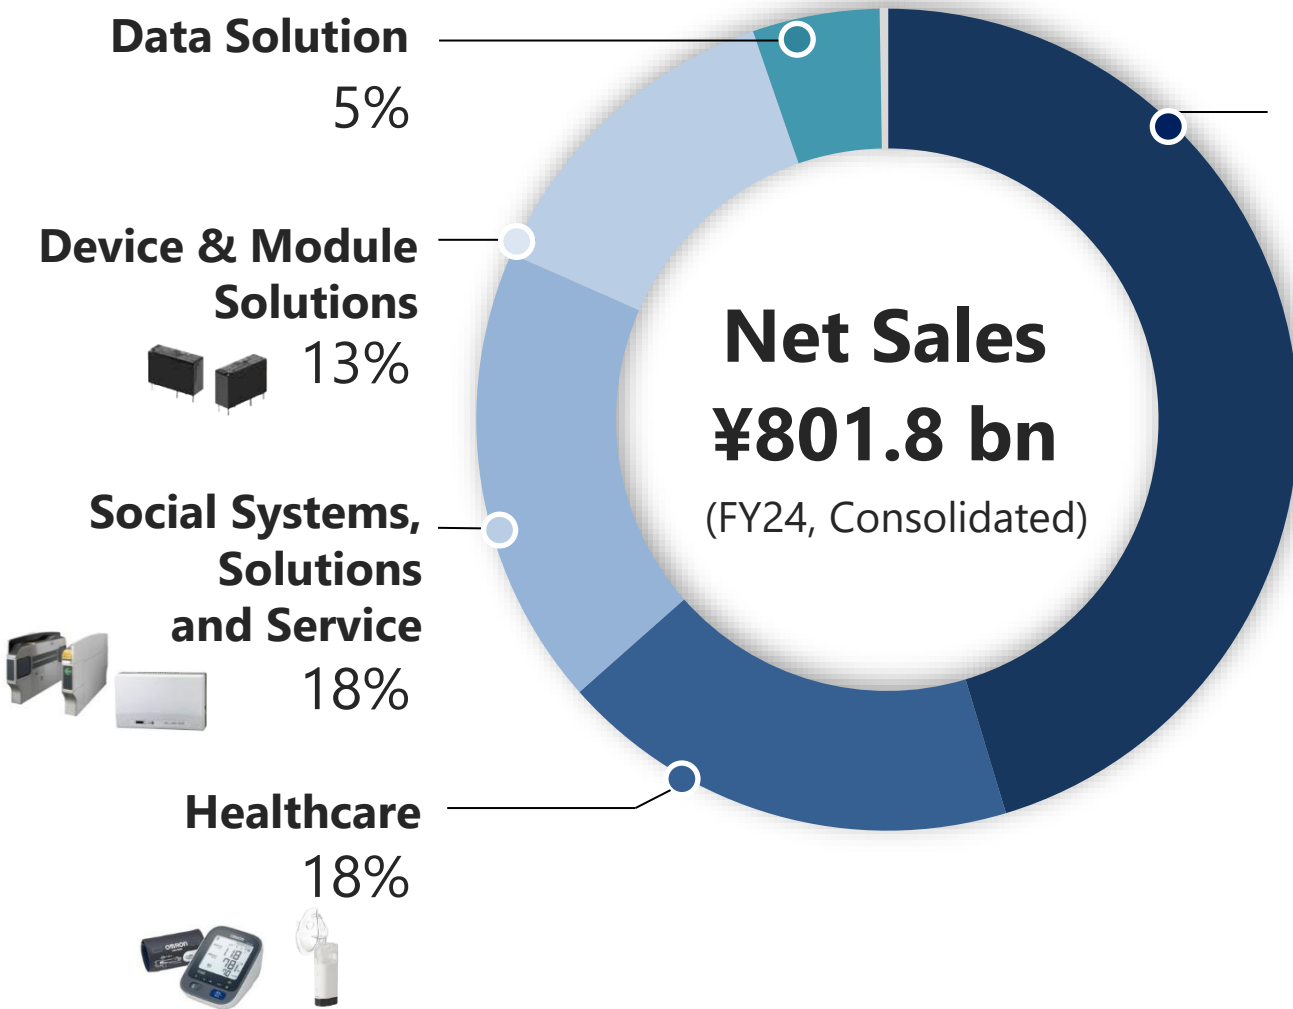 Data Solution
5%
Device & Module
Solutions
13%
Social Systems,
Solutions
and Service
18%
Healthcare
18%
Net Sales
¥801.8 bn
(FY24, Consolidated)
OMRON